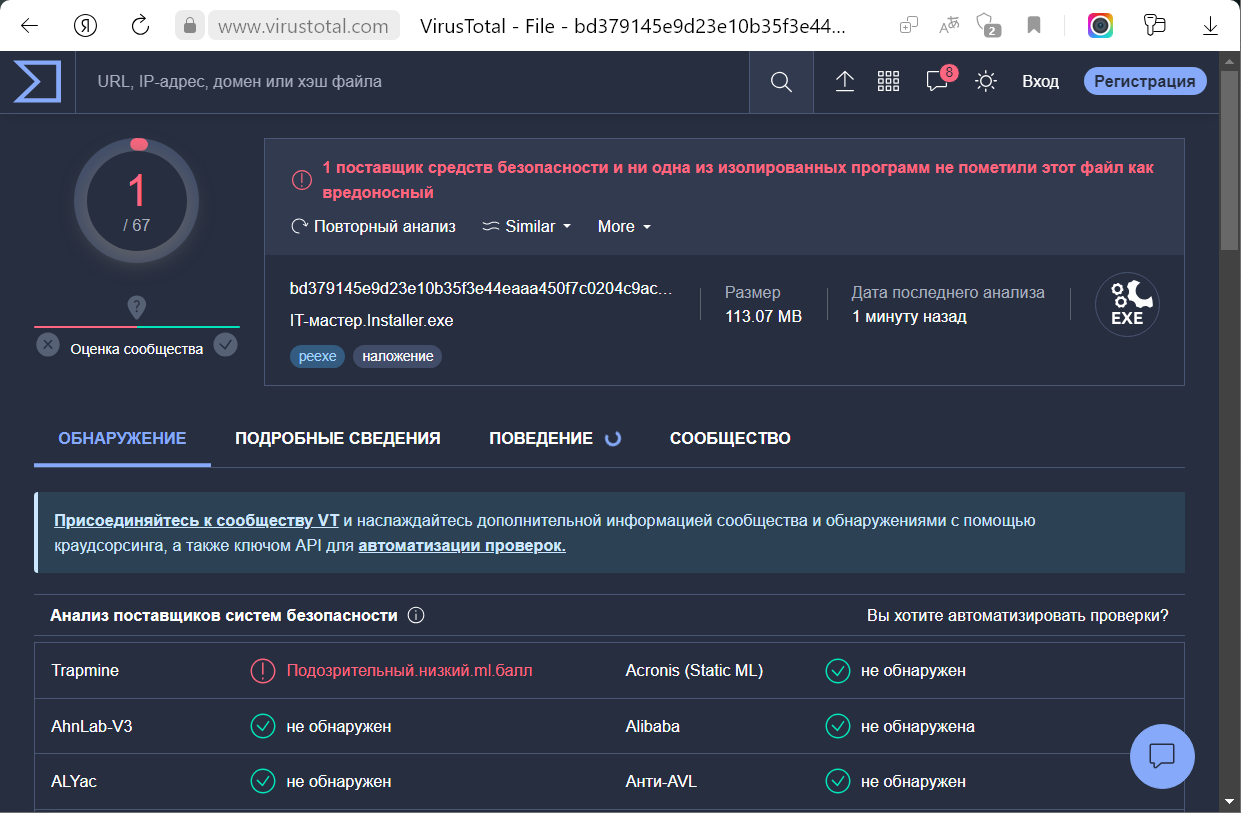 Я www.virustotal.com VirusTotal - File - bd379145e9d23e10b35f3e44... 2
URL, IP-адрес, домен или хэш файла 8 Вход Регистрация
1
/ 67
?
Оценка сообщества
1 поставщик средств безопасности и ни одна из изолированных программ не пометили этот файл как
вредоносный
Повторный анализ Similar More
bd379145e9d23e10b35f3e44eaaa450f7c0204c9ac...
IT-мастер.Installer.exe
peexe наложение
Размер
113.07 MB
Дата последнего анализа
1 минуту назад
EXE
ОБНАРУЖЕНИЕ ПОДРОБНЫЕ СВЕДЕНИЯ ПОВЕДЕНИЕ СООБЩЕСТВО
Присоединяйтесь к сообществу VT и наслаждайтесь дополнительной информацией сообщества и обнаружениями с помощью
краудсорсинга, а также ключом API для автоматизации проверок.
Анализ поставщиков систем безопасности Вы хотите автоматизировать проверки?
Trapmine Подозрительный.низкий.ml.балл Acronis (Static ML) не обнаружен
AhnLab-V3 не обнаружен Alibaba не обнаружена
ALYac не обнаружен Анти-AVL не обнаружен